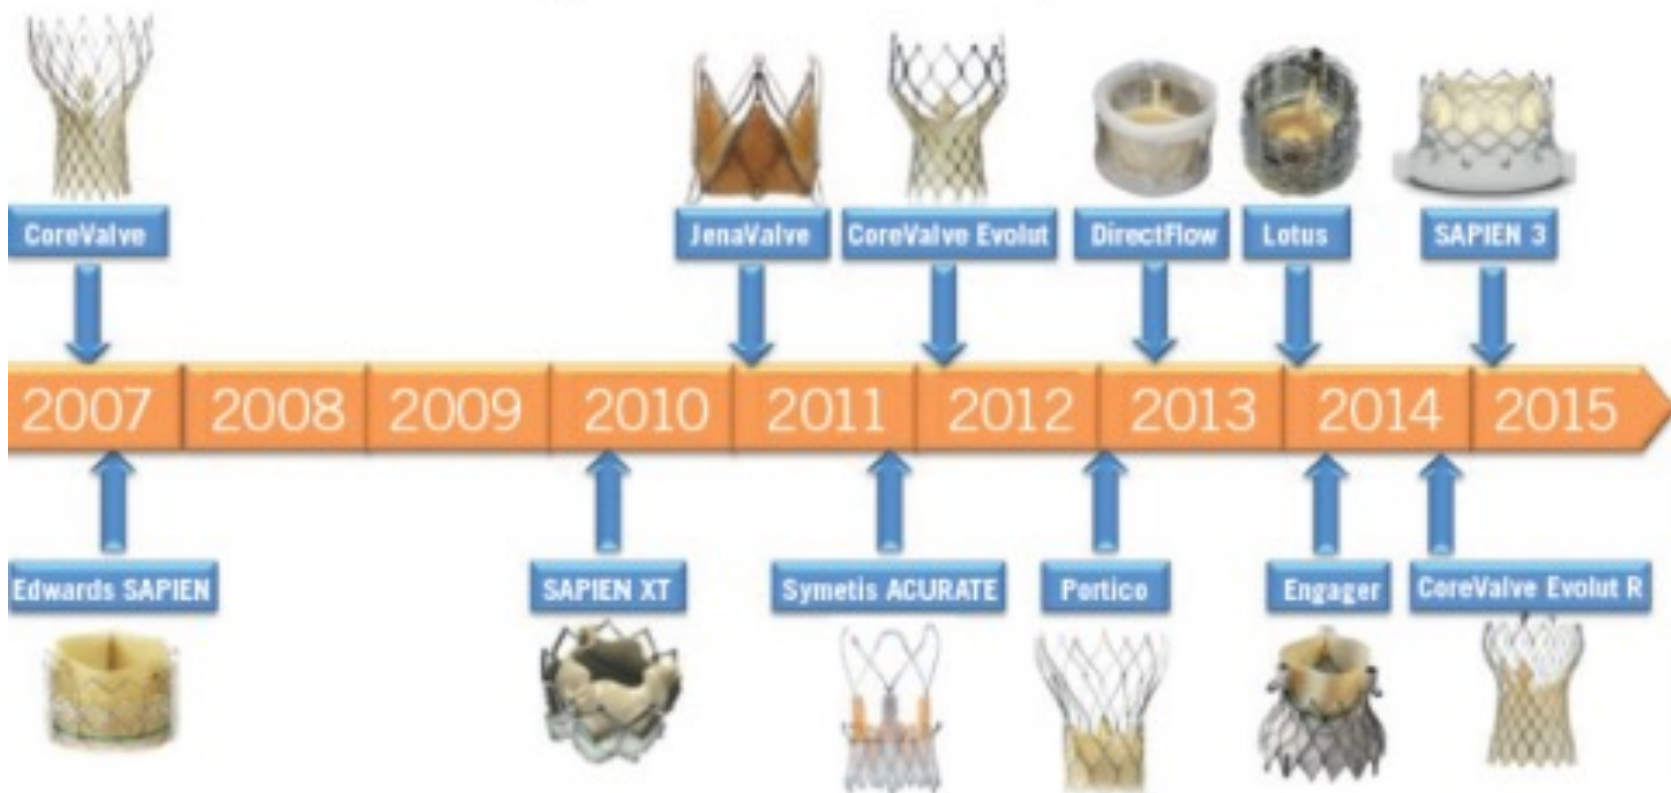 CoreValve
JenaValve
CoreValve Evolut
DirectFlow
Lotus
SAPIEN 3
2007
2008
2009
2010
2011
2012
2013
2014
2015
Edwards SAPIEN
SAPIEN XT
Symetis ACURATE
Portico
Engager
CoreValve Evolut R